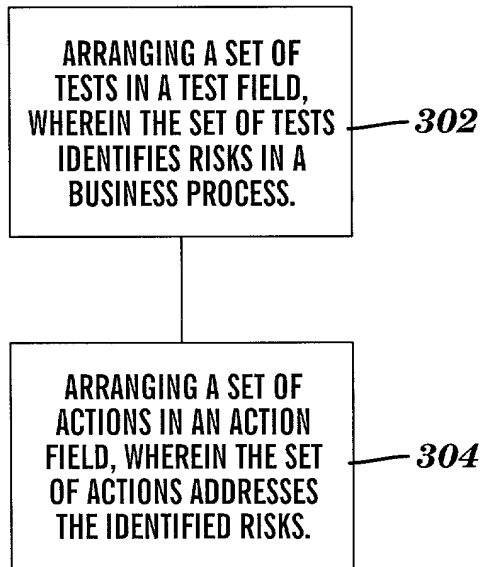 ARRANGING A SET OF
TESTS IN A TEST FIELD,
WHEREIN THE SET OF TESTS
IDENTIFIES RISKS IN A
BUSINESS PROCESS.
302
ARRANGING A SET OF
ACTIONS IN AN ACTION
FIELD, WHEREIN THE SET
OF ACTIONS ADDRESSES
THE IDENTIFIED RISKS.
304